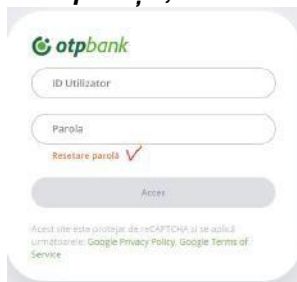 otpbank
ID Utilizator
Parola
Resetare parolă
Acces
Acest site este protejat de reCAPTCHA și se aplică
următoarele: Google Privacy Policy, Google Terms of
Service